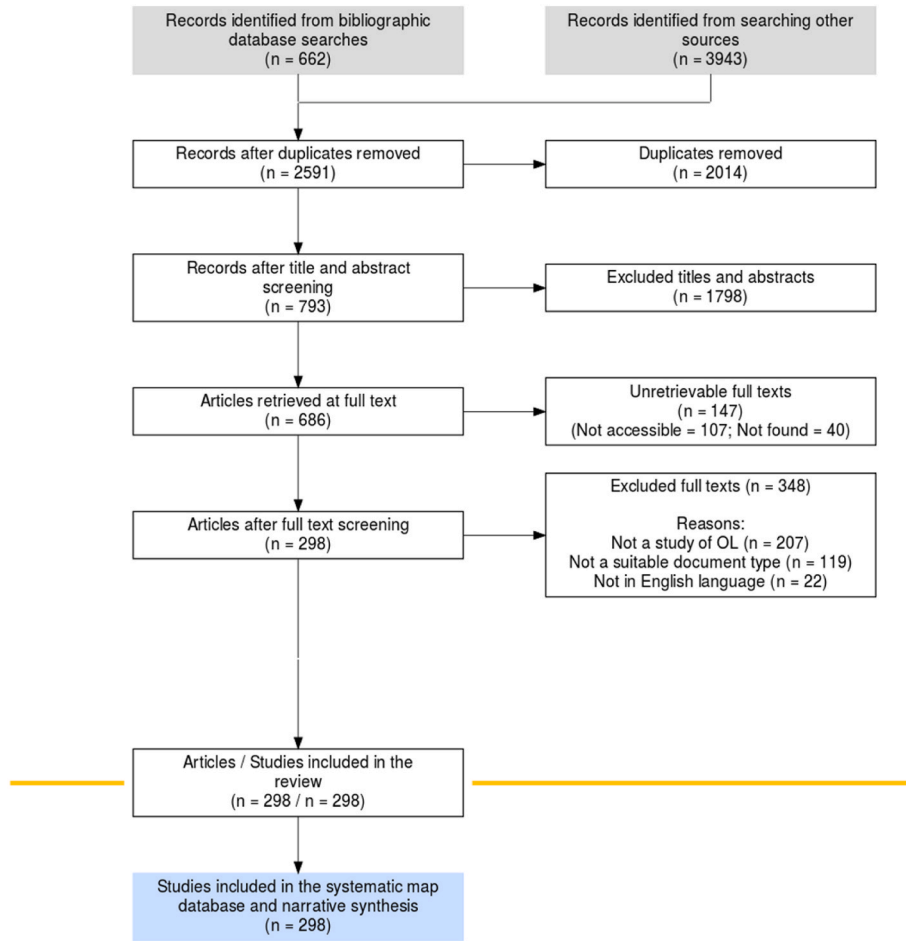 Records identified from bibliographic
database searches
(n = 662)
Records identified from searching other
sources
(n = 3943)
Records after duplicates removed
(n = 2591)
Duplicates removed
(n = 2014)
Records after title and abstract
screening
(n = 793)
Excluded titles and abstracts
(n = 1798)
Articles retrieved at full text
(n = 686)
Unretrievable full texts
(n = 147)
(Not accessible = 107; Not found = 40)
Articles after full text screening
(n = 298)
Excluded full texts (n = 348)
Reasons:
Not a study of OL (n = 207)
Not a suitable document type (n = 119)
Not in English language (n = 22)
Articles / Studies included in the
review
(n = 298 / n = 298)
Studies included in the systematic map
database and narrative synthesis
(n = 298)